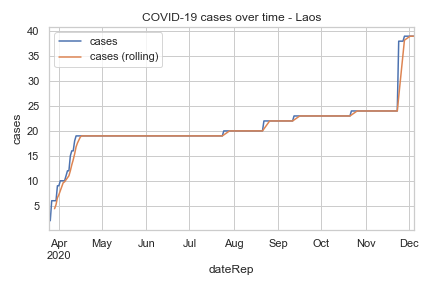 COVID-19 cases over time - Laos
cases
cases (rolling)
40
35
30
25
20
15
10
5
cases
Apr May Jun Jul Aug Sep Oct Nov Dec
2020
dateRep